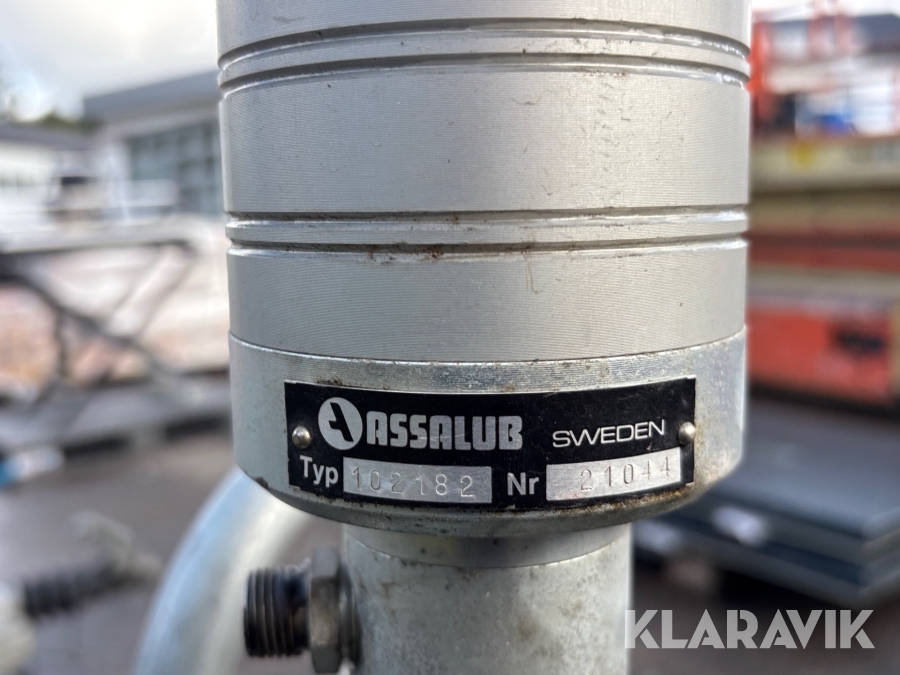 ASSALUB SWEDEN
Typ 102182 Nr 21044
KLARAVIK